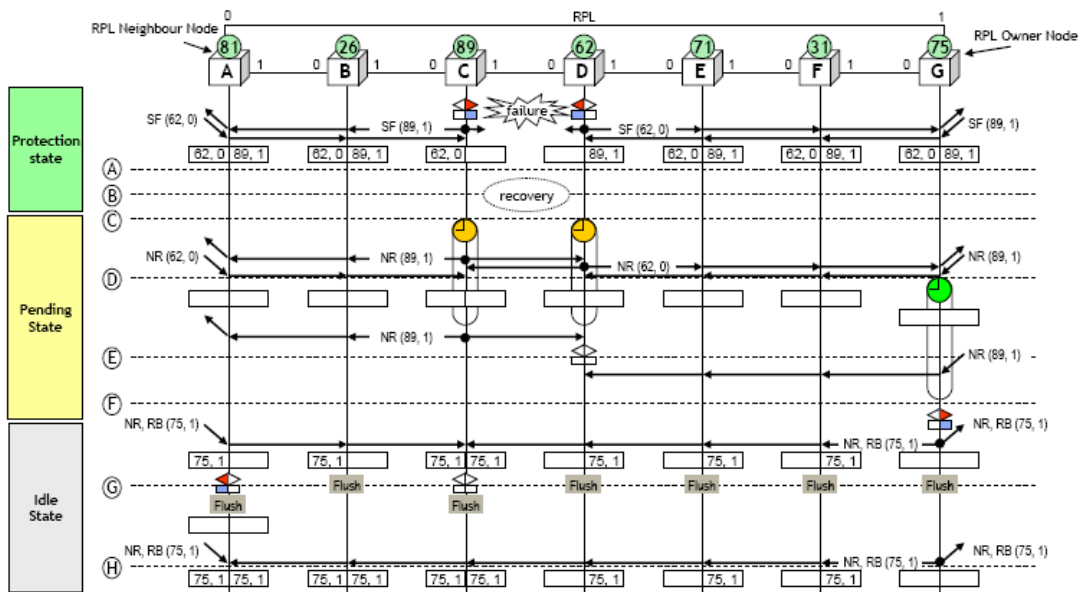 0 RPL 1
RPL Neighbour Node
RPL Owner Node
81 26 89 62 71 31 75
A 1 0 B 1 0 C 1 0 D 1 0 E 1 0 F 1 0 G
failure
Protection
state
SF (62, 0) SF (89, 1) SF (62, 0) SF (89, 1)
62, 0 89, 1 62, 0 89, 1 62, 0 89, 1 62, 0 89, 1 62, 0 89, 1 62, 0 89, 1
A
B recovery
C
NR (62, 0) NR (89, 1) NR (62, 0) NR (89, 1)
D
Pending
State
NR (89, 1)
E NR (89, 1)
F
NR, RB (75, 1) NR, RB (75, 1) NR, RB (75, 1)
75, 1 75, 1 75, 1 75, 1 75, 1 75, 1 75, 1
G Flush Flush Flush Flush
Flush Flush
Idle
State
NR, RB (75, 1) NR, RB (75, 1) NR, RB (75, 1)
H
75, 1 75, 1 75, 1 75, 1 75, 1 75, 1 75, 1 75, 1 75, 1